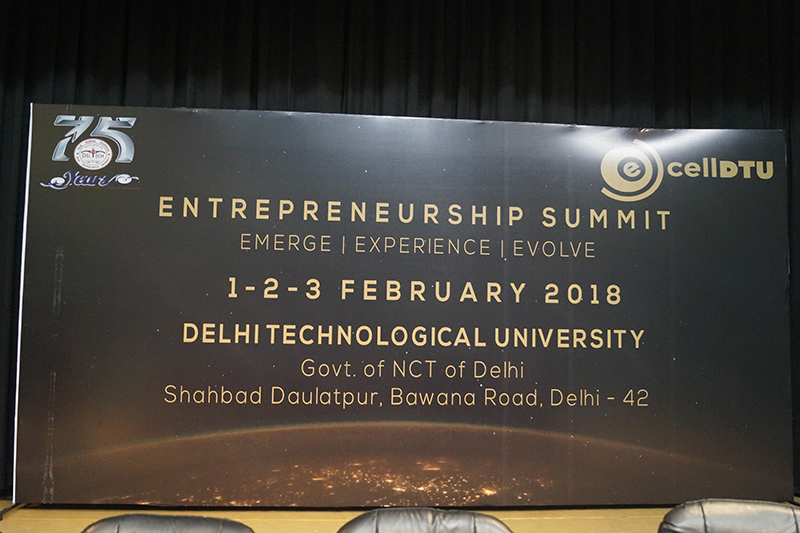 75
Years
e cellDTU
ENTREPRENEURSHIP SUMMIT
EMERGE | EXPERIENCE | EVOLVE
1-2-3 FEBRUARY 2018
DELHI TECHNOLOGICAL UNIVERSITY
Govt. of NCT of Delhi
Shahbad Daulatpur, Bawana Road, Delhi - 42